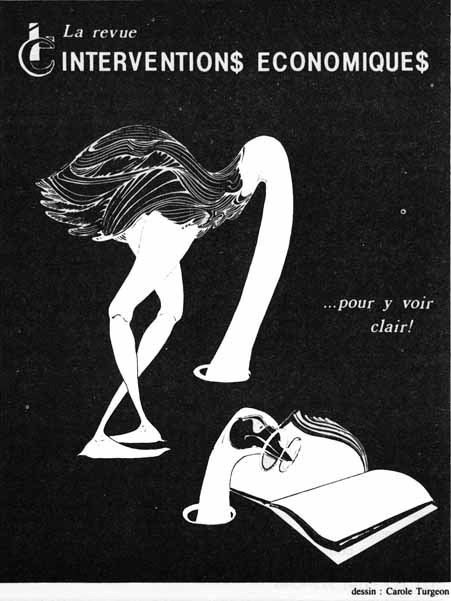 La revue
INTERVENTION$ ECONOMIQUE$
...pour y voir
clair!
dessin : Carole Turgeon